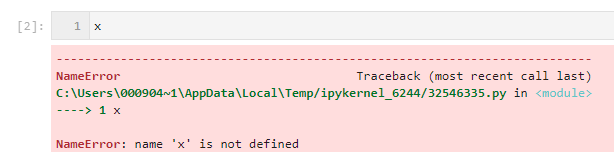 [2]: 1 x
---------------------------------------------------------------------------
NameError                                 Traceback (most recent call last)
C:\Users\000904~1\AppData\Local\Temp/ipykernel_6244/32546335.py in <module>
----> 1 x

NameError: name 'x' is not defined